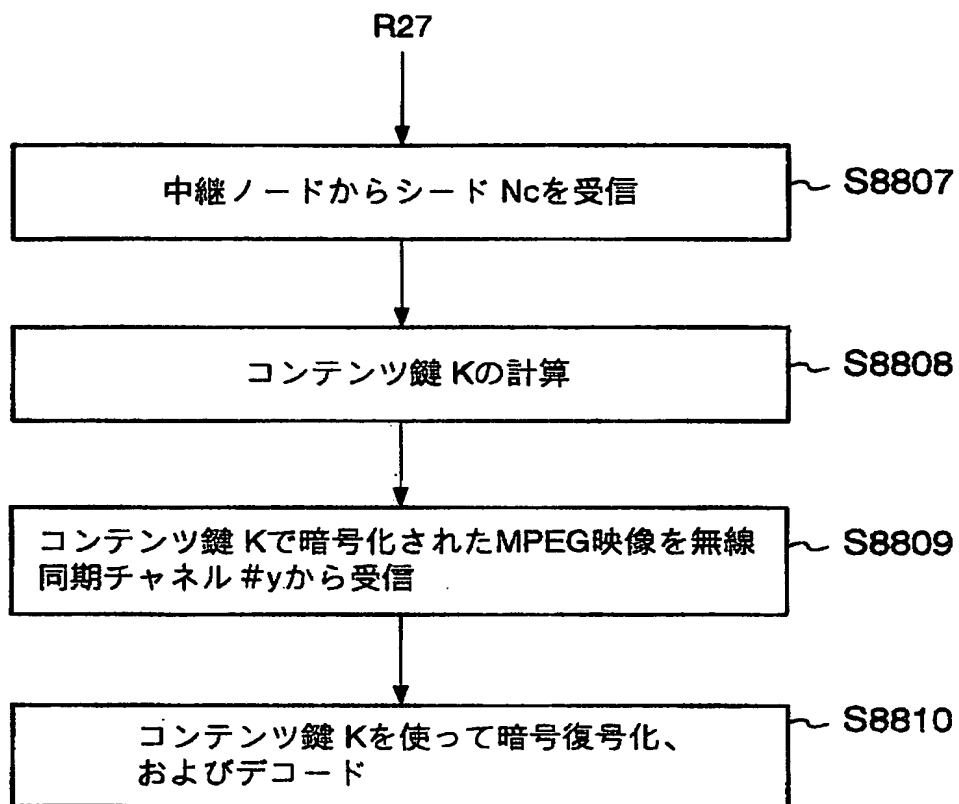 R27
中継ノードからシード Ncを受信
S8807
コンテンツ鍵 Kの計算
S8808
コンテンツ鍵 Kで暗号化されたMPEG映像を無線
同期チャネル #yから受信
S8809
コンテンツ鍵 Kを使って暗号復号化、
およびデコード
S8810